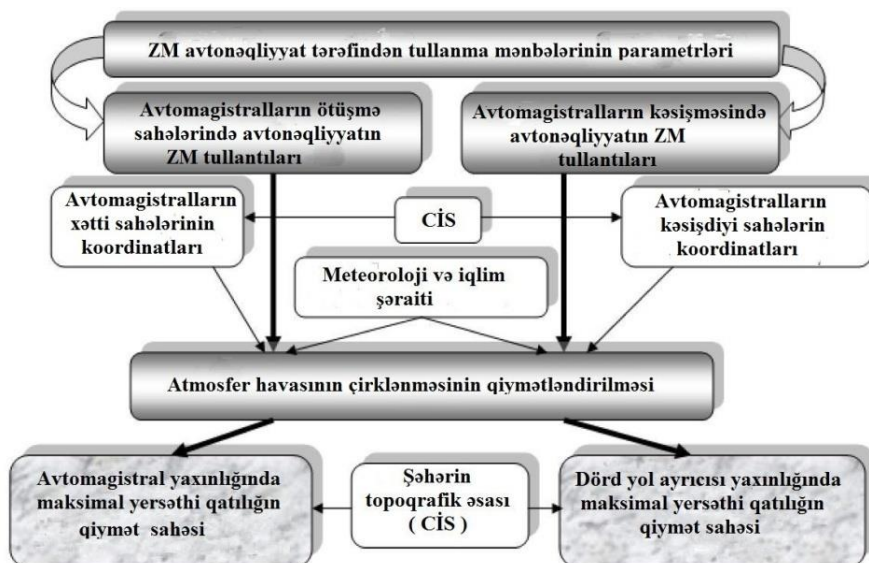 ZM avtonəqliyyat tərəfindən tullanma mənbələrinin parametrləri
Avtomagistralların ötüşmə
sahələrində avtonəqliyyatın
ZM tullantıları
Avtomagistralların kəsişməsində
avtonəqliyyatın ZM
tullantıları
Avtomagistralların
xətti sahələrinin
koordinatları
CİS
Avtomagistralların
kəsişdiyi sahələrin
koordinatları
Meteoroloji və iqlim
şəraiti
Atmosfer havasının çirklənməsinin qiymətləndirilməsi
Avtomagistral yaxınlığında
maksimal yersəthi qatılığın
qiymət sahəsi
Şəhərin
topoqrafik əsası
( CİS )
Dörd yol ayrıcısı yaxınlığında
maksimal yersəthi qatılığın
qiymət sahəsi